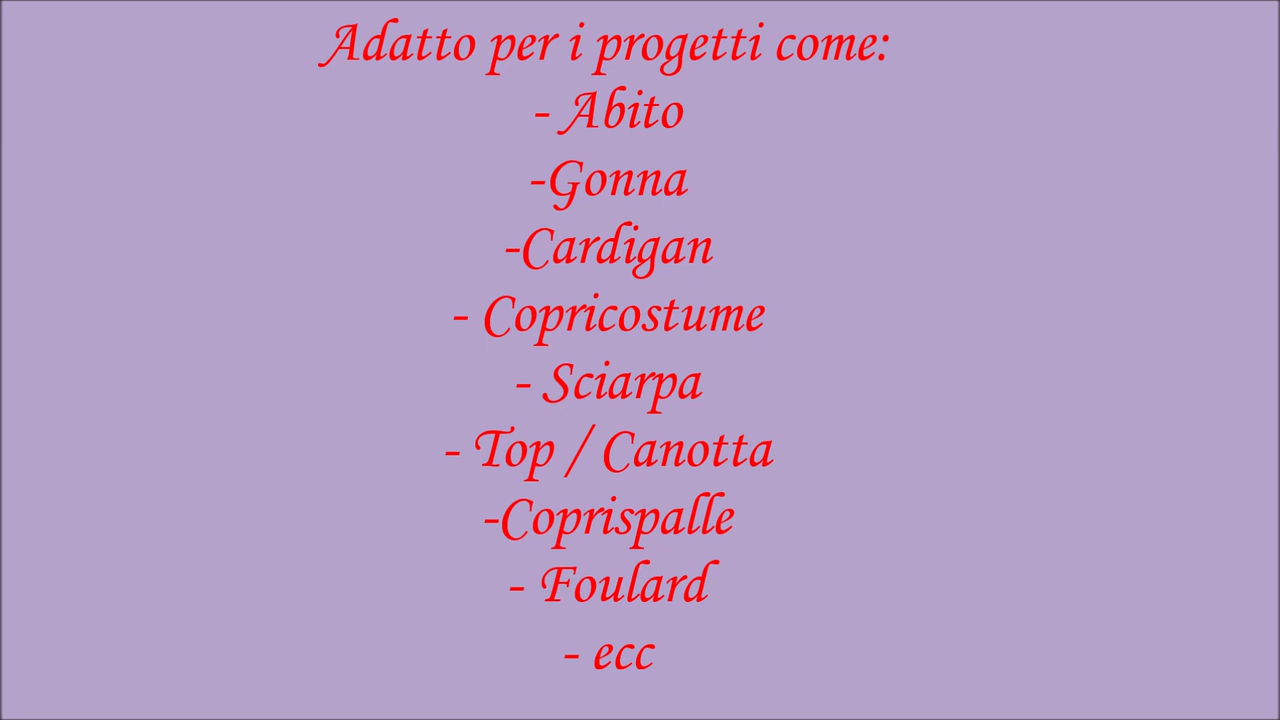 Adatto per i progetti come:
- Abito
-Gonna
-Cardigan
- Copricostume
- Sciarpa
- Top / Canotta
-Coprispalle
- Foulard
- ecc